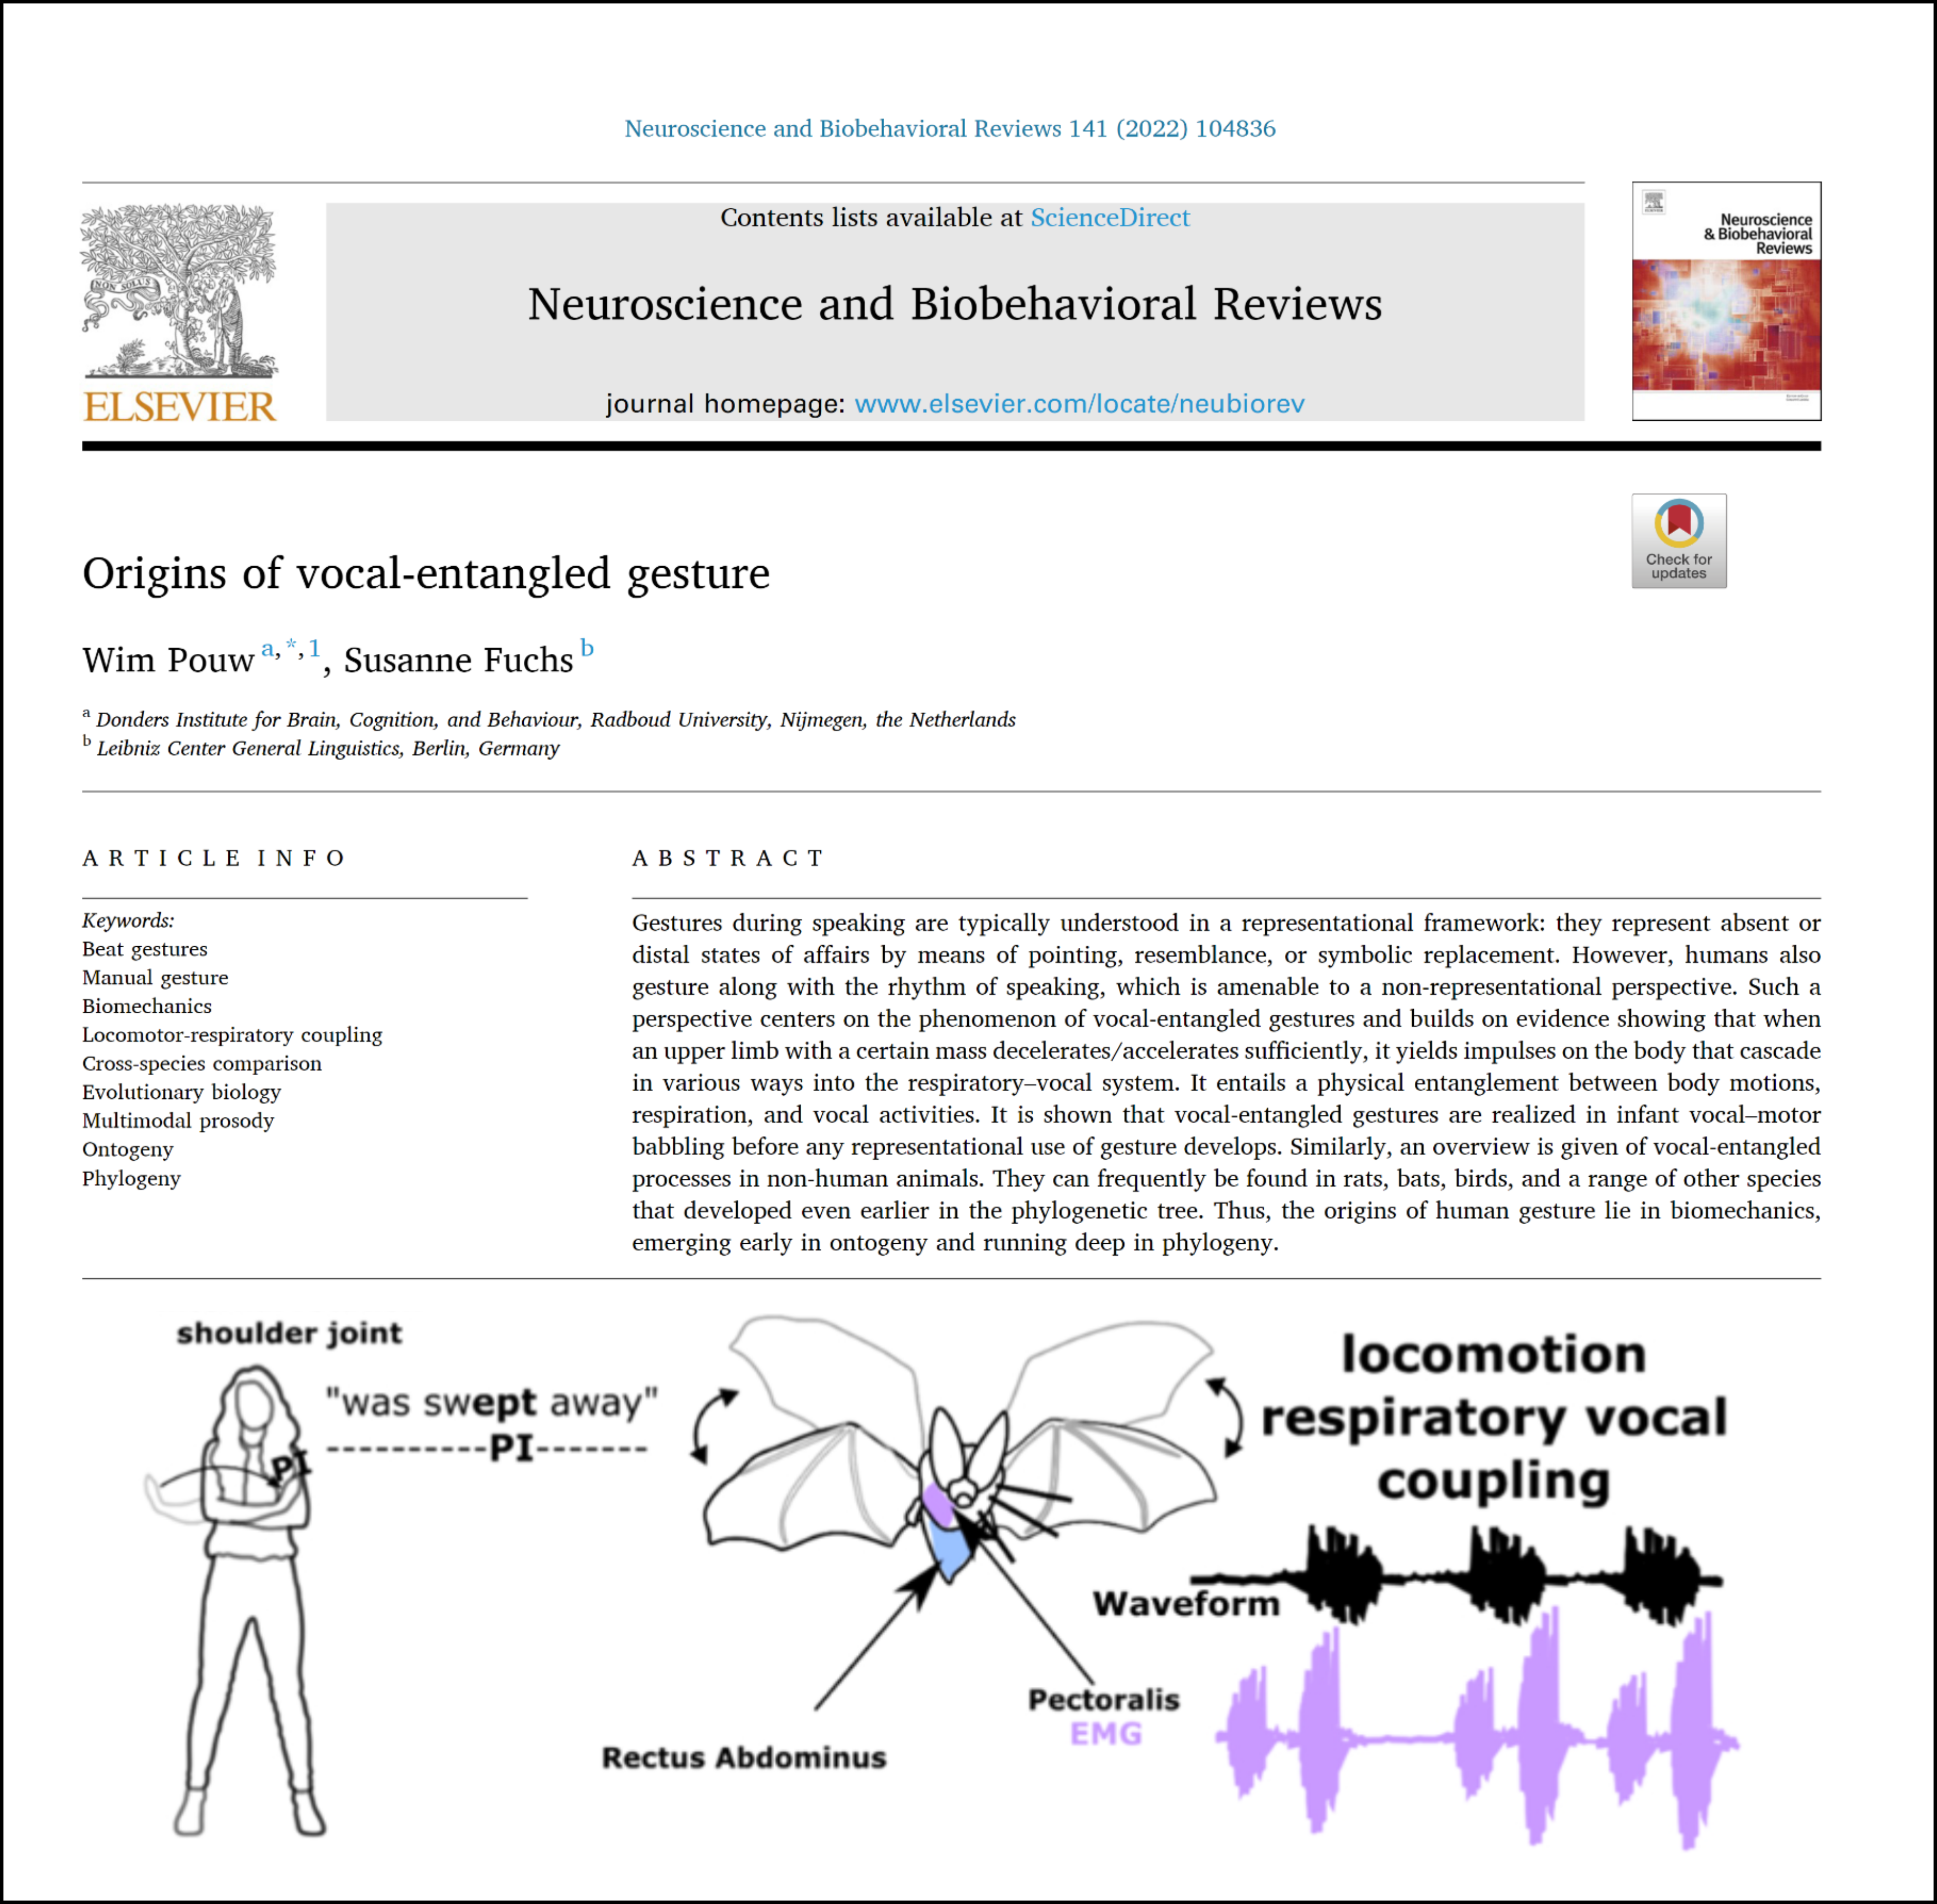 Neuroscience and Biobehavioral Reviews 141 (2022) 104836
Contents lists available at ScienceDirect
Neuroscience and Biobehavioral Reviews
journal homepage: www.elsevier.com/locate/neubiorev
NON SOLUS
ELSEVIER
Neuroscience
& Biobehavioral
Reviews
Check for
updates
Origins of vocal-entangled gesture
Wim Pouw a,*,1, Susanne Fuchs b
a Donders Institute for Brain, Cognition, and Behaviour, Radboud University, Nijmegen, the Netherlands
b Leibniz Center General Linguistics, Berlin, Germany
ARTICLE INFO
Keywords:
Beat gestures
Manual gesture
Biomechanics
Locomotor-respiratory coupling
Cross-species comparison
Evolutionary biology
Multimodal prosody
Ontogeny
Phylogeny
ABSTRACT
Gestures during speaking are typically understood in a representational framework: they represent absent or
distal states of affairs by means of pointing, resemblance, or symbolic replacement. However, humans also
gesture along with the rhythm of speaking, which is amenable to a non-representational perspective. Such a
perspective centers on the phenomenon of vocal-entangled gestures and builds on evidence showing that when
an upper limb with a certain mass decelerates/accelerates sufficiently, it yields impulses on the body that cascade
in various ways into the respiratory–vocal system. It entails a physical entanglement between body motions,
respiration, and vocal activities. It is shown that vocal-entangled gestures are realized in infant vocal–motor
babbling before any representational use of gesture develops. Similarly, an overview is given of vocal-entangled
processes in non-human animals. They can frequently be found in rats, bats, birds, and a range of other species
that developed even earlier in the phylogenetic tree. Thus, the origins of human gesture lie in biomechanics,
emerging early in ontogeny and running deep in phylogeny.
shoulder joint
"was swept away"
----------PI-------
PI
locomotion
respiratory vocal
coupling
Waveform
Pectoralis
EMG
Rectus Abdominus